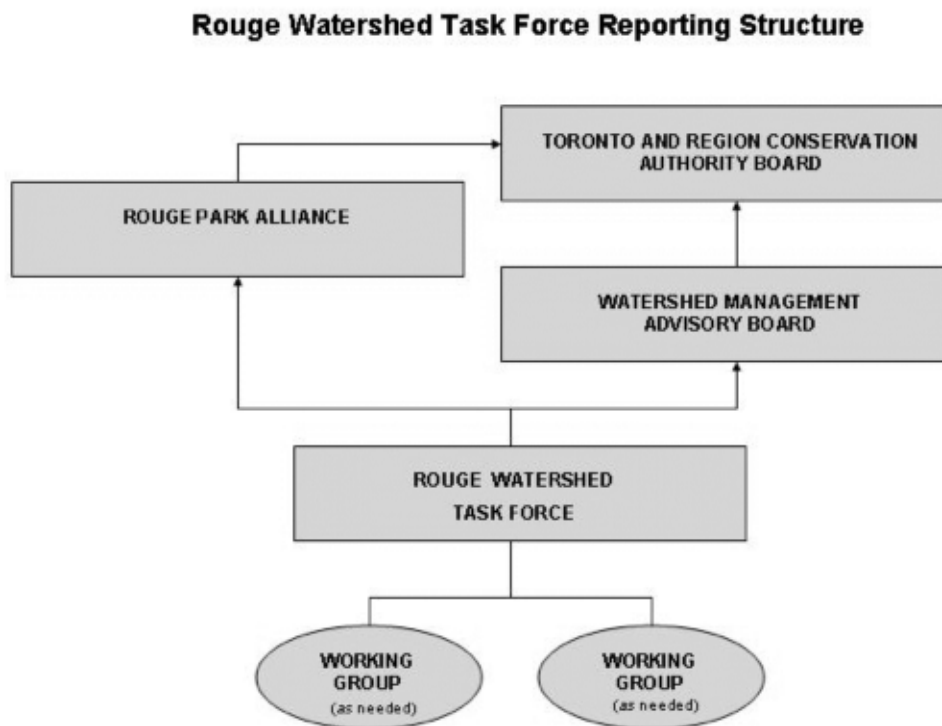 Rouge Watershed Task Force Reporting Structure
TORONTO AND REGION CONSERVATION
AUTHORITY BOARD
ROUGE PARK ALLIANCE
WATERSHED MANAGEMENT
ADVISORY BOARD
ROUGE WATERSHED
TASK FORCE
WORKING
GROUP
(as needed)
WORKING
GROUP
(as needed)